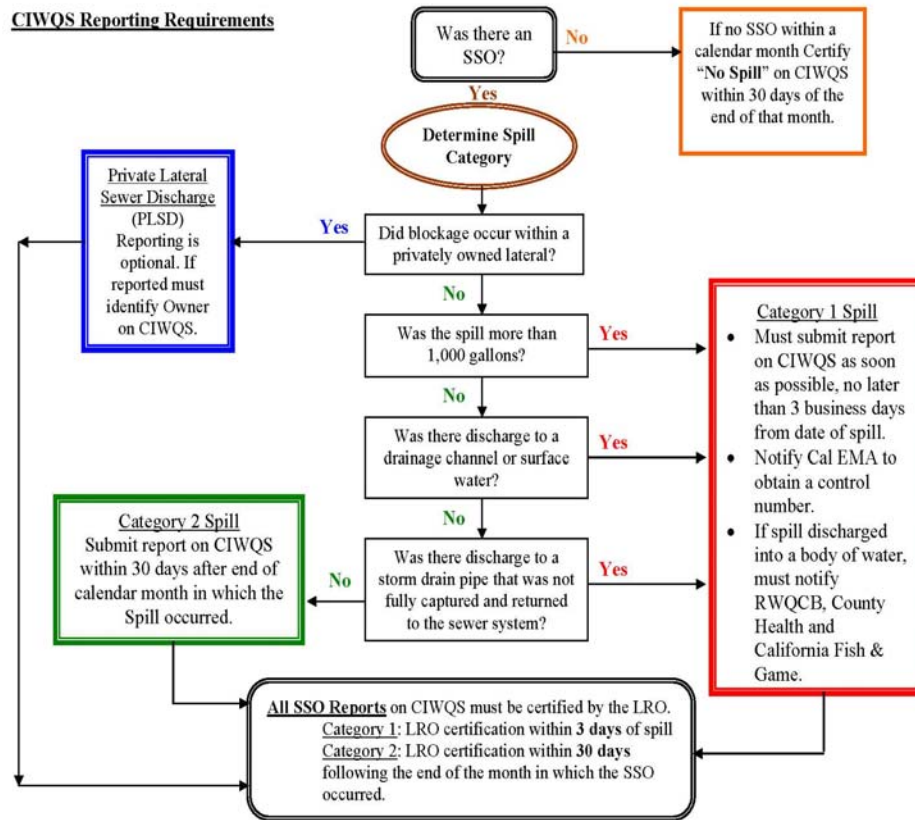 CIWQS Reporting Requirements
Was there an
SSO?
No
If no SSO within a
calendar month Certify
“No Spill” on CIWQS
within 30 days of the
end of that month.
Yes
Determine Spill
Category
Private Lateral
Sewer Discharge
(PLSD)
Reporting is
optional. If
reported must
identify Owner
on CIWQS.
Yes
Did blockage occur within a
privately owned lateral?
No
Was the spill more than
1,000 gallons?
Yes
No
Was there discharge to
a drainage channel or surface
water?
Yes
No
Was there discharge to a
storm drain pipe that was not
fully captured and returned
to the sewer system?
Yes
No
Category 1 Spill
• Must submit report
on CIWQS as soon
as possible, no later
than 3 business days
from date of spill.
• Notify Cal EMA to
obtain a control
number.
• If spill discharged
into a body of water,
must notify
RWQCB, County
Health and
California Fish &
Game.
Category 2 Spill
Submit report on CIWQS
within 30 days after end of
calendar month in which the
Spill occurred.
All SSO Reports on CIWQS must be certified by the LRO.
Category 1: LRO certification within 3 days of spill
Category 2: LRO certification within 30 days
following the end of the month in which the SSO
occurred.